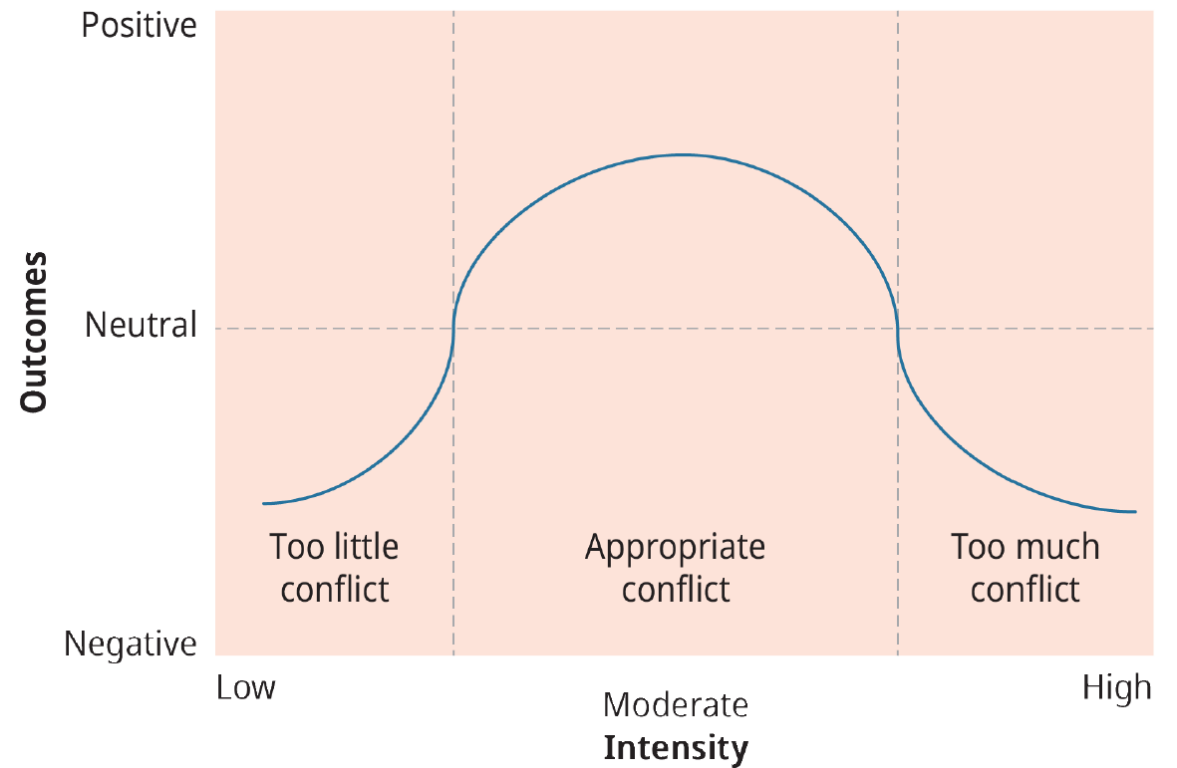 Positive
Outcomes
Neutral
Too little
conflict
Appropriate
conflict
Too much
conflict
Negative
Low
Moderate
High
Intensity